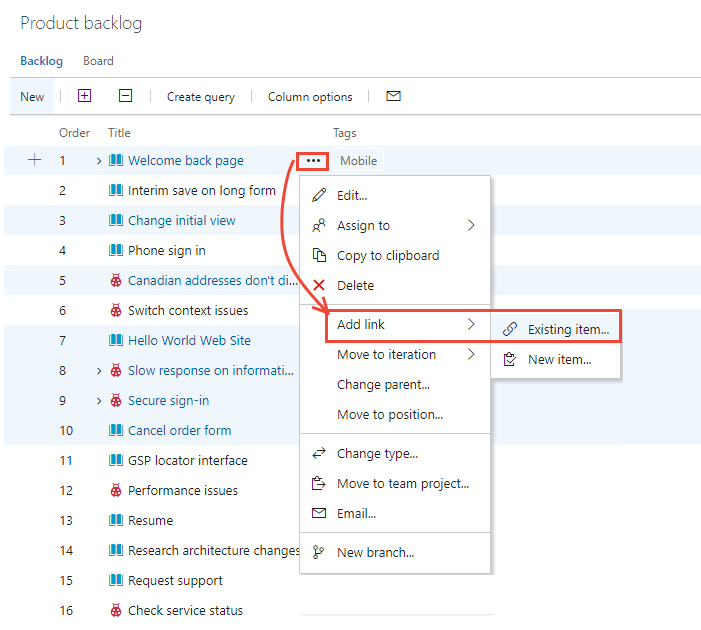 Product backlog
Backlog Board
New Create query Column options
Order Title Tags
1 Welcome back page ••• Mobile
2 Interim save on long form
3 Change initial view
4 Phone sign in
5 Canadian addresses don't di...
6 Switch context issues
7 Hello World Web Site
8 Slow response on informati...
9 Secure sign-in
10 Cancel order form
11 GSP locator interface
12 Performance issues
13 Resume
14 Research architecture changes
15 Request support
16 Check service status
Edit...
Assign to
Copy to clipboard
Delete
Add link
Move to iteration
Change parent...
Move to position...
Change type...
Move to team project...
Email...
New branch...
Existing item...
New item...